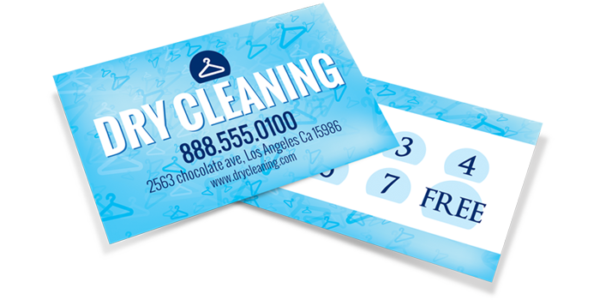 DRY CLEANING
888.555.0100
2563 chocolate ave, Los Angeles Ca 15986
www.drycleaning.com
3 4
7 FREE